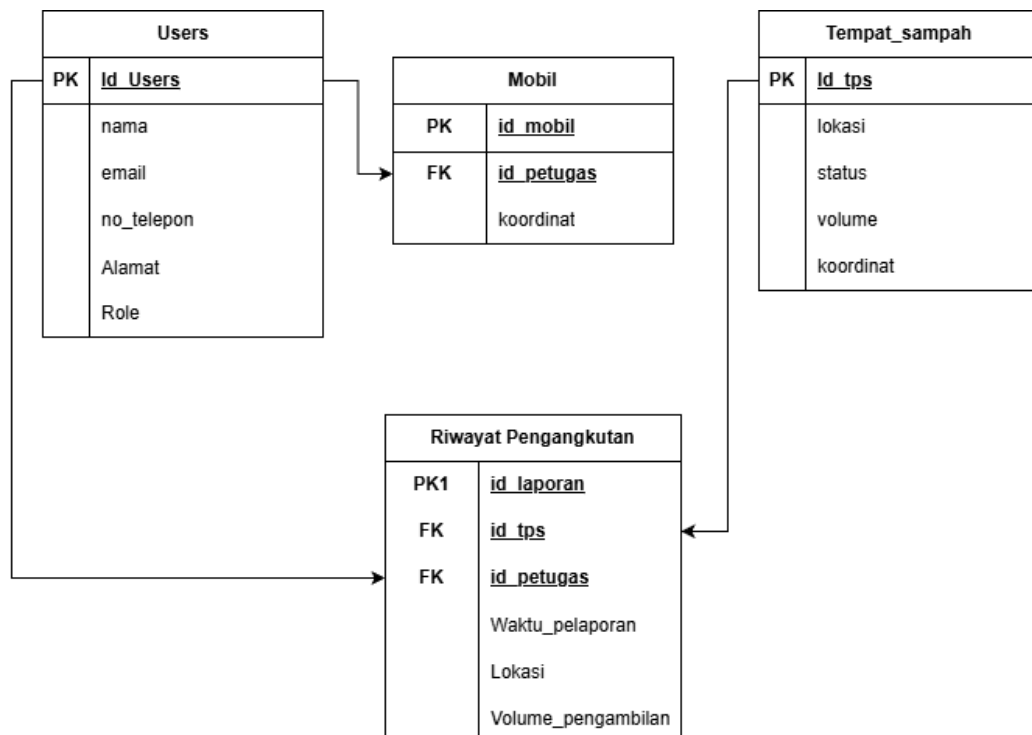 Users
PK Id_Users
nama
email
no_telepon
Alamat
Role
Mobil
PK id_mobil
FK id_petugas
koordinat
Tempat_sampah
PK Id_tps
lokasi
status
volume
koordinat
Riwayat Pengangkutan
PK1 id_laporan
FK id_tps
FK id_petugas
Waktu_pelaporan
Lokasi
Volume_pengambilan